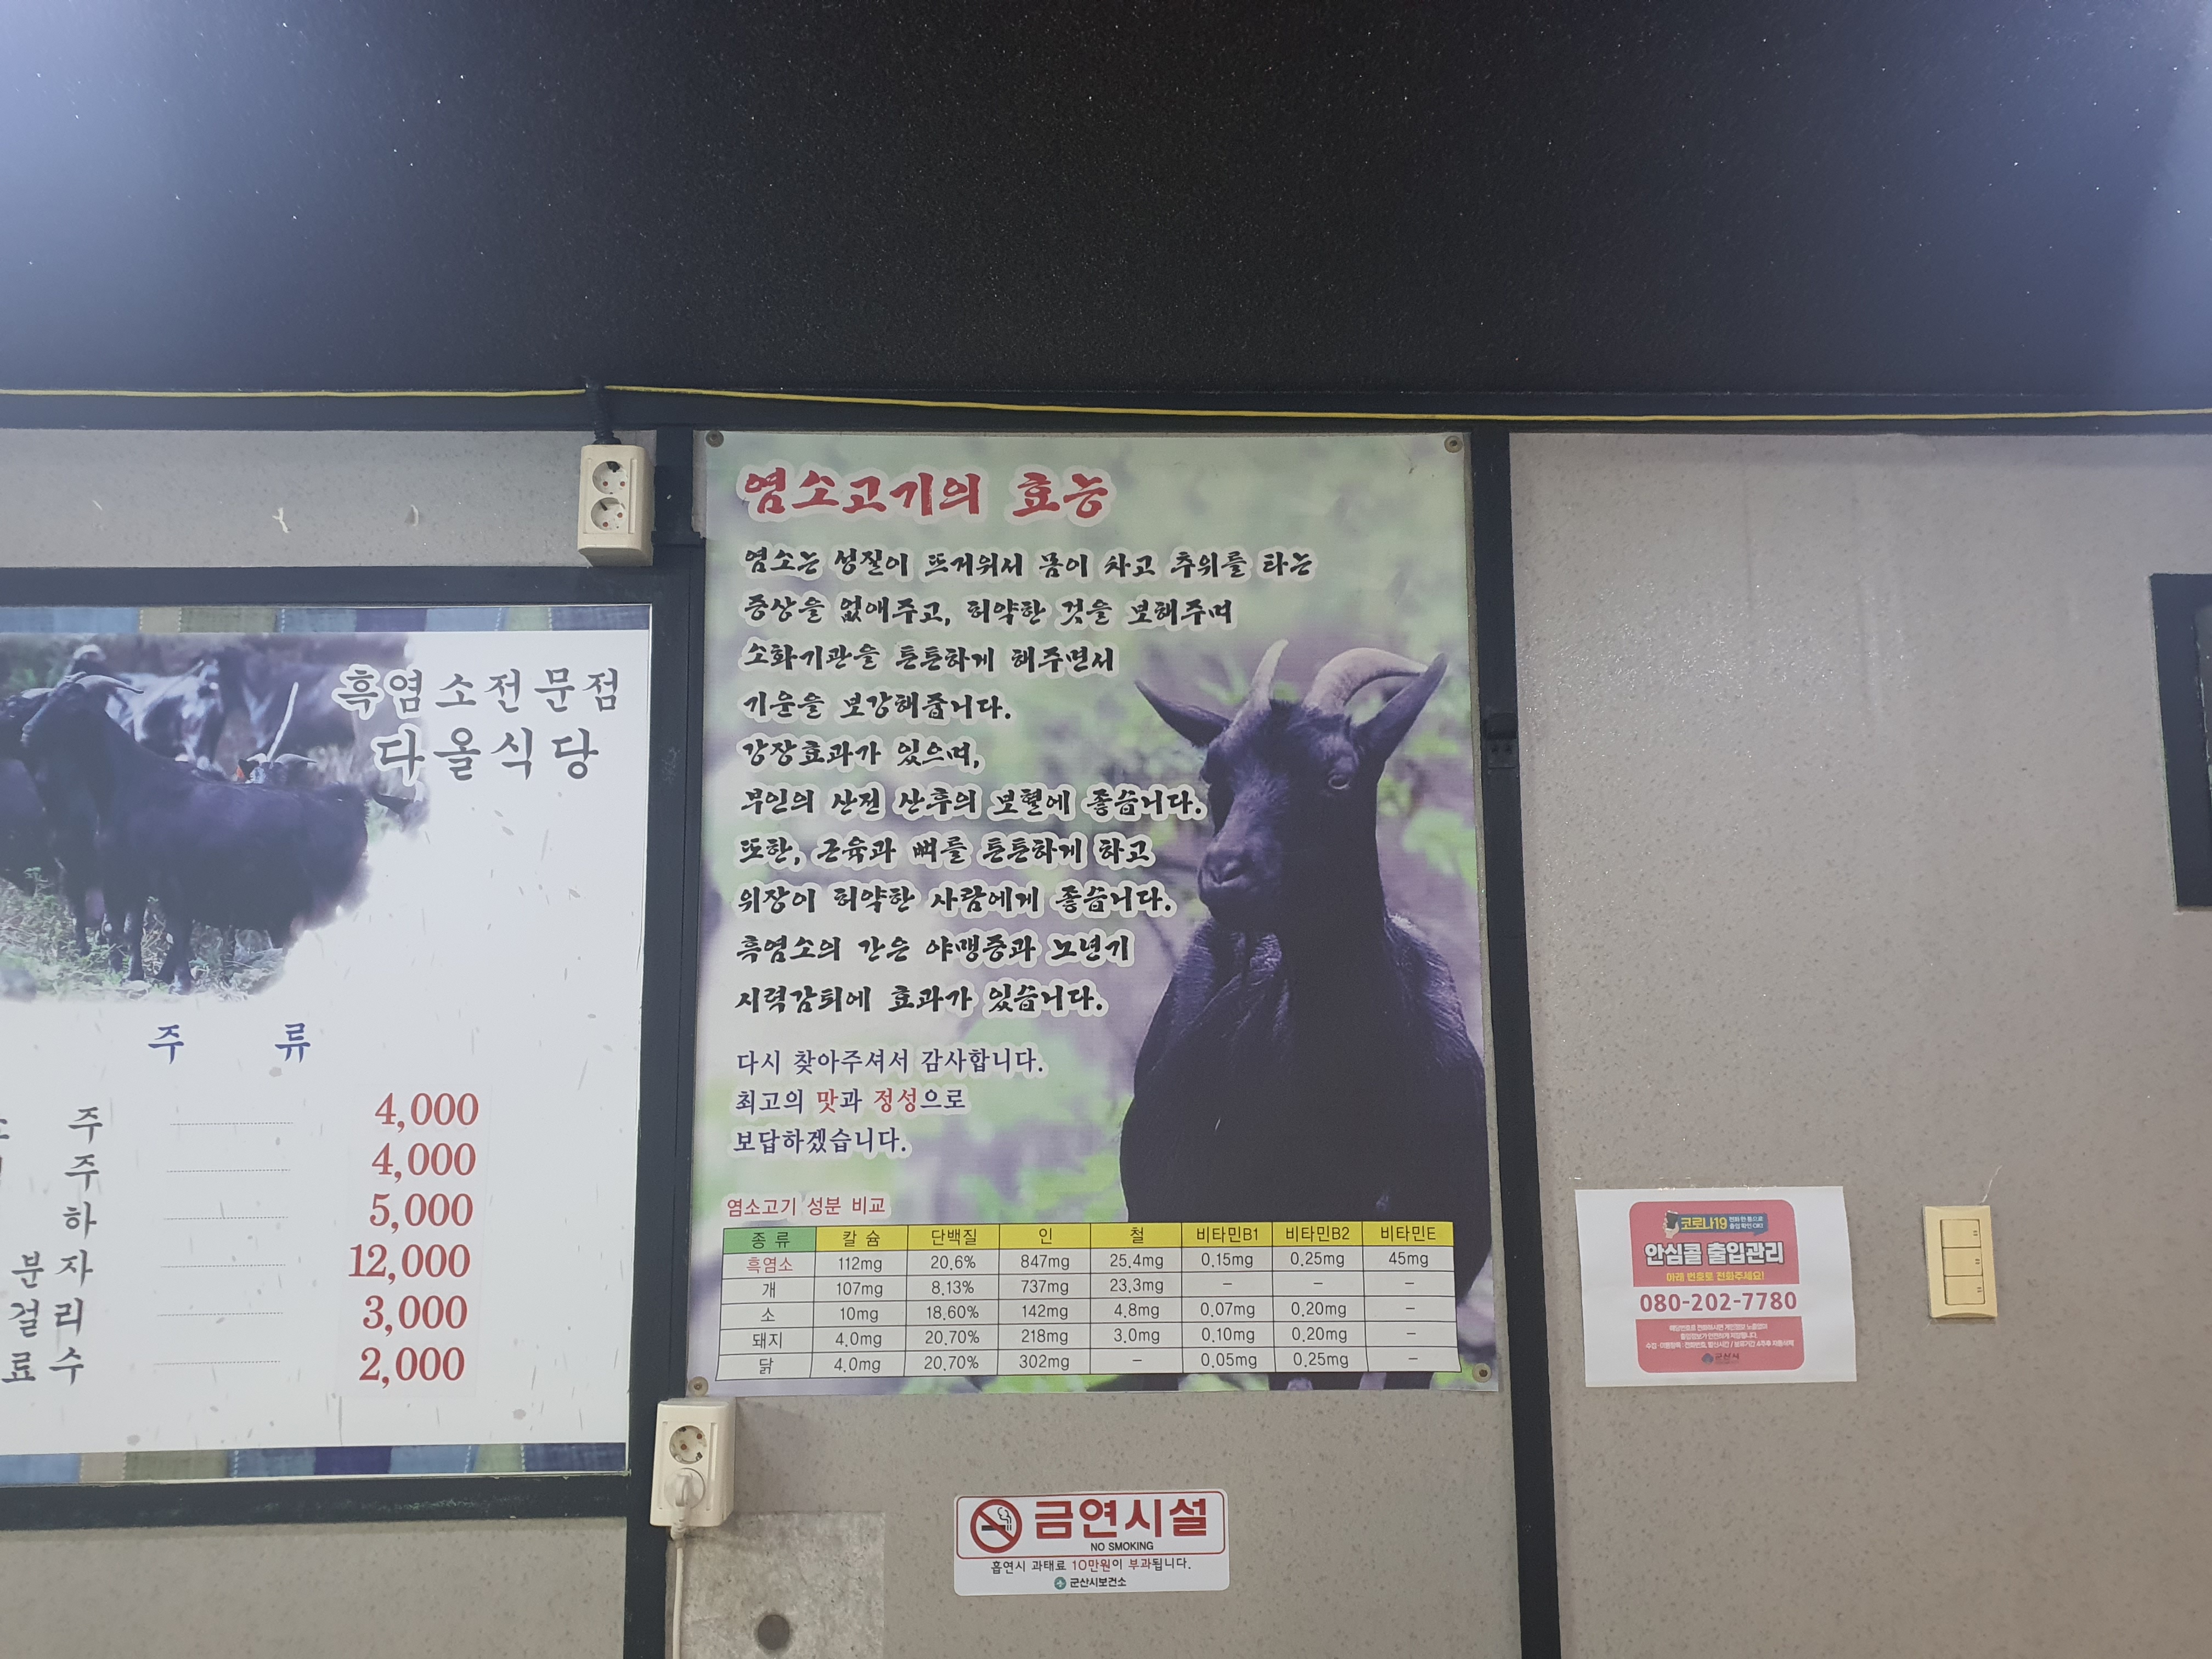 흑염소전문점
다올식당
주 류
주 4,000
주 4,000
하 5,000
분자 12,000
걸리 3,000
료수 2,000
염소고기의 효능
염소는 성질이 뜨거워서 몸이 차고 추위를 타는
증상을 없애주고, 허약한 것을 보해주며
소화기관을 튼튼하게 해주면서
기운을 보강해줍니다.
강장효과가 있으며,
부인의 산전 산후의 보혈에 좋습니다.
또한, 근육과 뼈를 튼튼하게 하고
위장이 허약한 사람에게 좋습니다.
흑염소의 간은 야맹증과 노년기
시력감퇴에 효과가 있습니다.
다시 찾아주셔서 감사합니다.
최고의 맛과 정성으로
보답하겠습니다.
염소고기 성분 비교
종 류 칼 슘 단백질 인 철 비타민B1 비타민B2 비타민E
흑염소 112mg 20.6% 847mg 25.4mg 0.15mg 0.25mg 45mg
개 107mg 8.13% 737mg 23.3mg – – –
소 10mg 18.60% 142mg 4.8mg 0.07mg 0.20mg –
돼지 4.0mg 20.70% 218mg 3.0mg 0.10mg 0.20mg –
닭 4.0mg 20.70% 302mg – 0.05mg 0.25mg –
금연시설
NO SMOKING
흡연시 과태료 10만원이 부과됩니다.
군산시보건소
코로나19 전화 한 통으로
출입 확인 OK!
안심콜 출입관리
아래 번호로 전화주세요!
080-202-7780
군산시